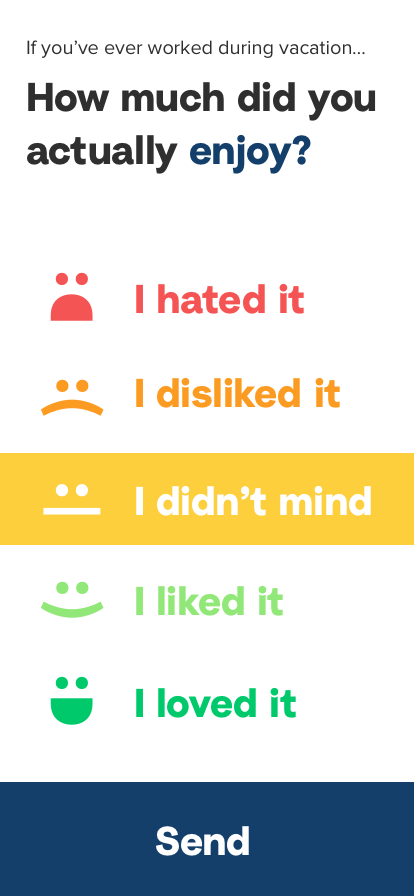 If you’ve ever worked during vacation...
How much did you
actually enjoy?
I hated it
I disliked it
I didn’t mind
I liked it
I loved it
Send